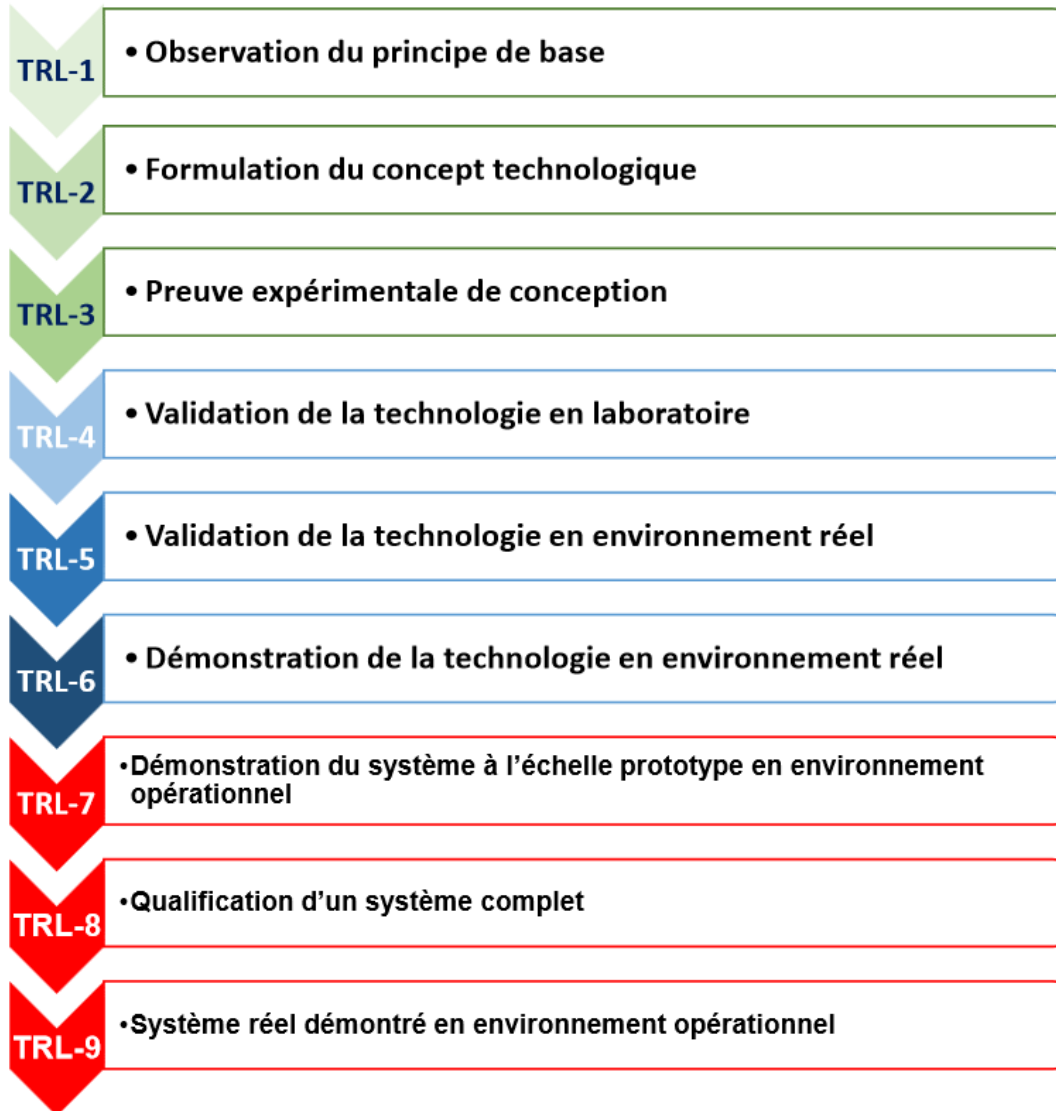 TRL-1
• Observation du principe de base
TRL-2
• Formulation du concept technologique
TRL-3
• Preuve expérimentale de conception
TRL-4
• Validation de la technologie en laboratoire
TRL-5
• Validation de la technologie en environnement réel
TRL-6
• Démonstration de la technologie en environnement réel
TRL-7
•Démonstration du système à l’échelle prototype en environnement
opérationnel
TRL-8
•Qualification d’un système complet
TRL-9
•Système réel démontré en environnement opérationnel